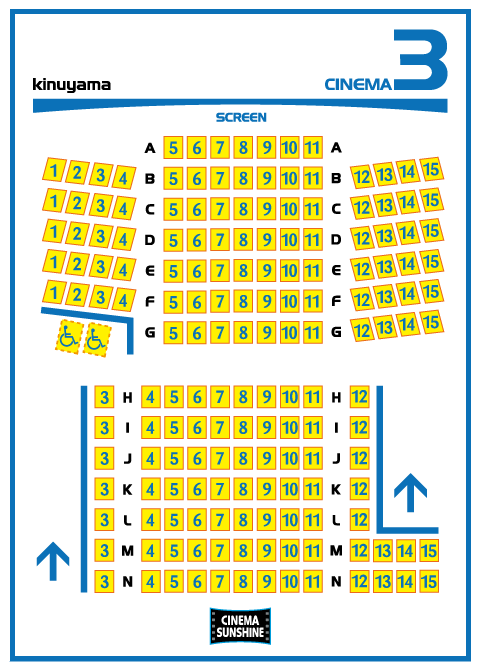 kinuyama CINEMA 3
SCREEN
A 5 6 7 8 9 10 11 A
1 2 3 4 B 5 6 7 8 9 10 11 B 12 13 14 15
1 2 3 4 C 5 6 7 8 9 10 11 C 12 13 14 15
1 2 3 4 D 5 6 7 8 9 10 11 D 12 13 14 15
1 2 3 4 E 5 6 7 8 9 10 11 E 12 13 14 15
1 2 3 4 F 5 6 7 8 9 10 11 F 12 13 14 15
G 5 6 7 8 9 10 11 G 12 13 14 15
3 H 4 5 6 7 8 9 10 11 H 12
3 I 4 5 6 7 8 9 10 11 I 12
3 J 4 5 6 7 8 9 10 11 J 12
3 K 4 5 6 7 8 9 10 11 K 12
3 L 4 5 6 7 8 9 10 11 L 12
3 M 4 5 6 7 8 9 10 11 M 12 13 14 15
3 N 4 5 6 7 8 9 10 11 N 12 13 14 15
CINEMA
SUNSHINE